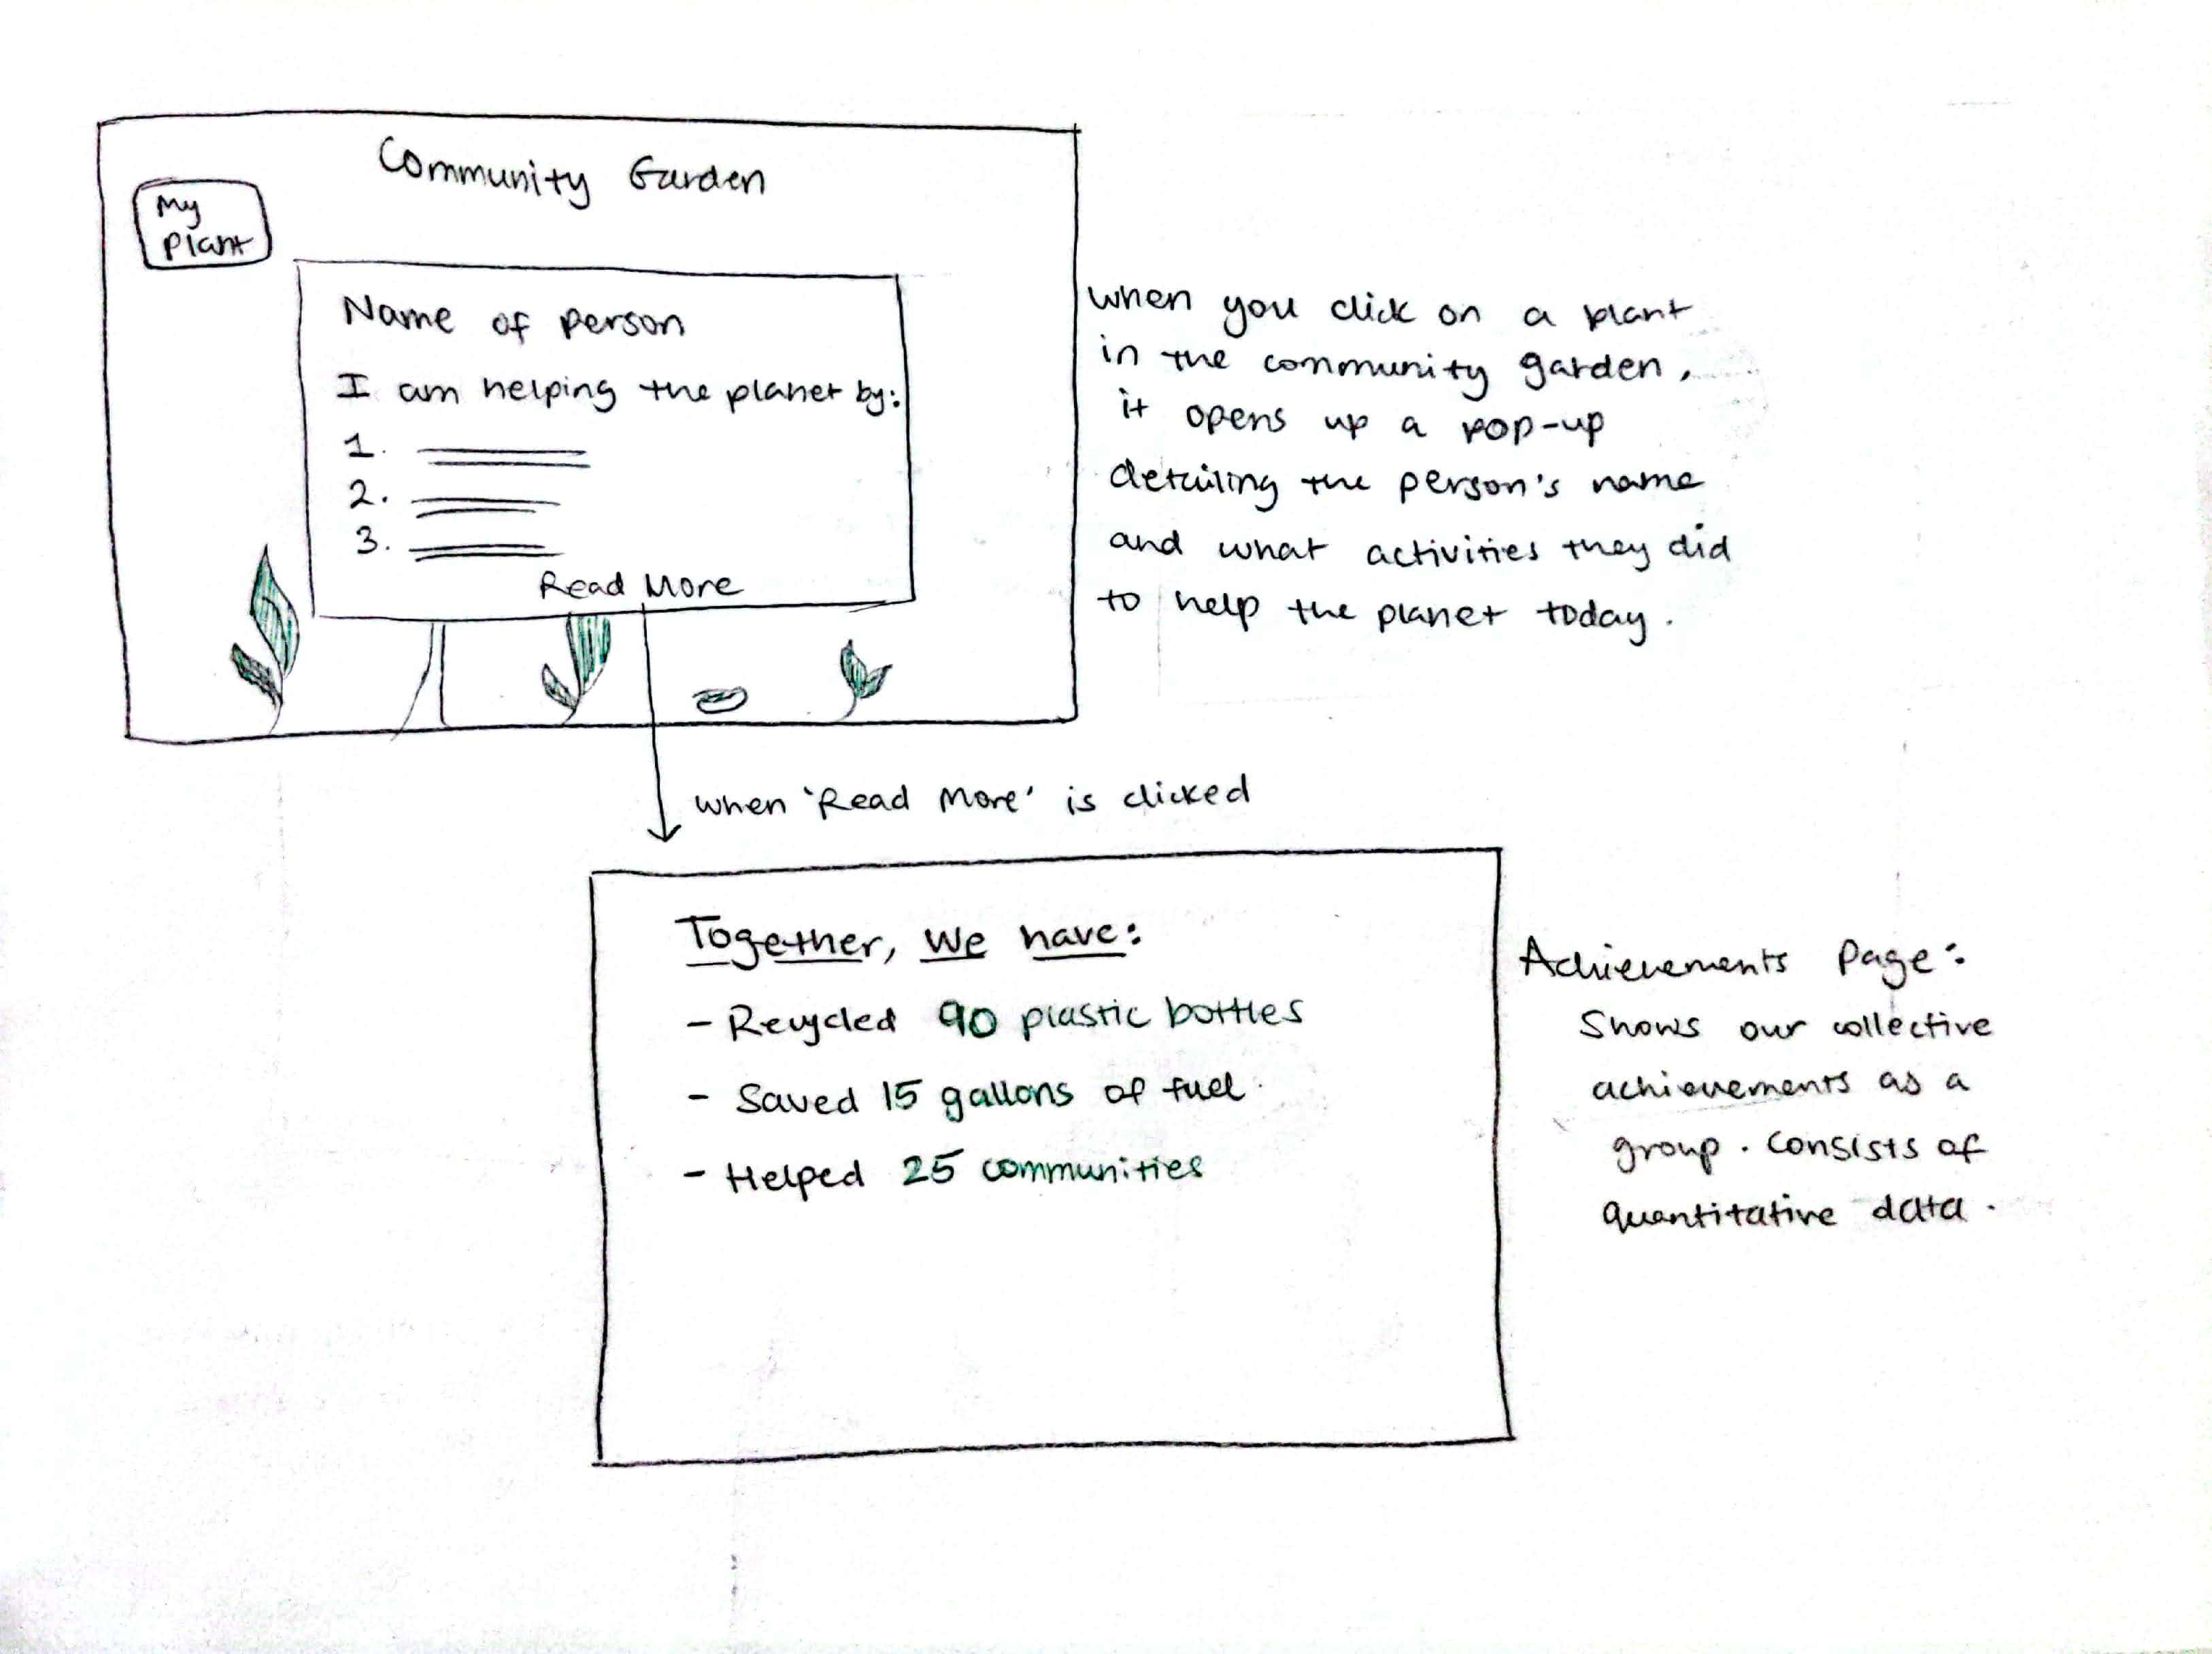 Community Garden
My
Plant
Name of person
I am helping the planet by:
1.
2.
3.
Read More
when you click on a plant
in the community garden,
it opens up a pop-up
detailing the person's name
and what activities they did
to help the planet today.
when 'Read More' is clicked
Together, we have:
- Recycled 90 plastic bottles
- Saved 15 gallons of fuel.
- Helped 25 communities
Achievements Page:
Shows our collective
achievements as a
group. Consists of
quantitative data.